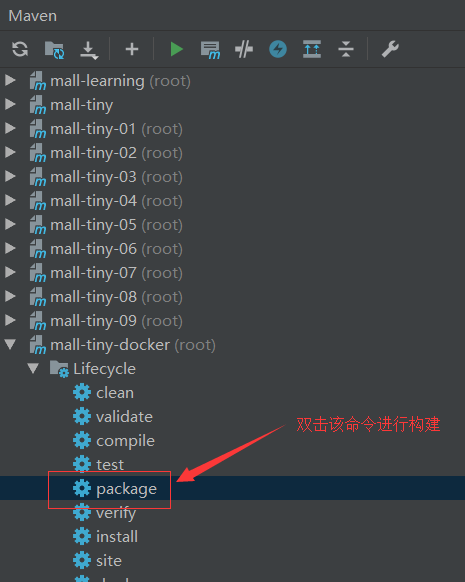 Maven
mall-learning (root)
mall-tiny
mall-tiny-01 (root)
mall-tiny-02 (root)
mall-tiny-03 (root)
mall-tiny-04 (root)
mall-tiny-05 (root)
mall-tiny-06 (root)
mall-tiny-07 (root)
mall-tiny-08 (root)
mall-tiny-09 (root)
mall-tiny-docker (root)
Lifecycle
clean
validate
compile
双击该命令进行构建
test
package
verify
install
site